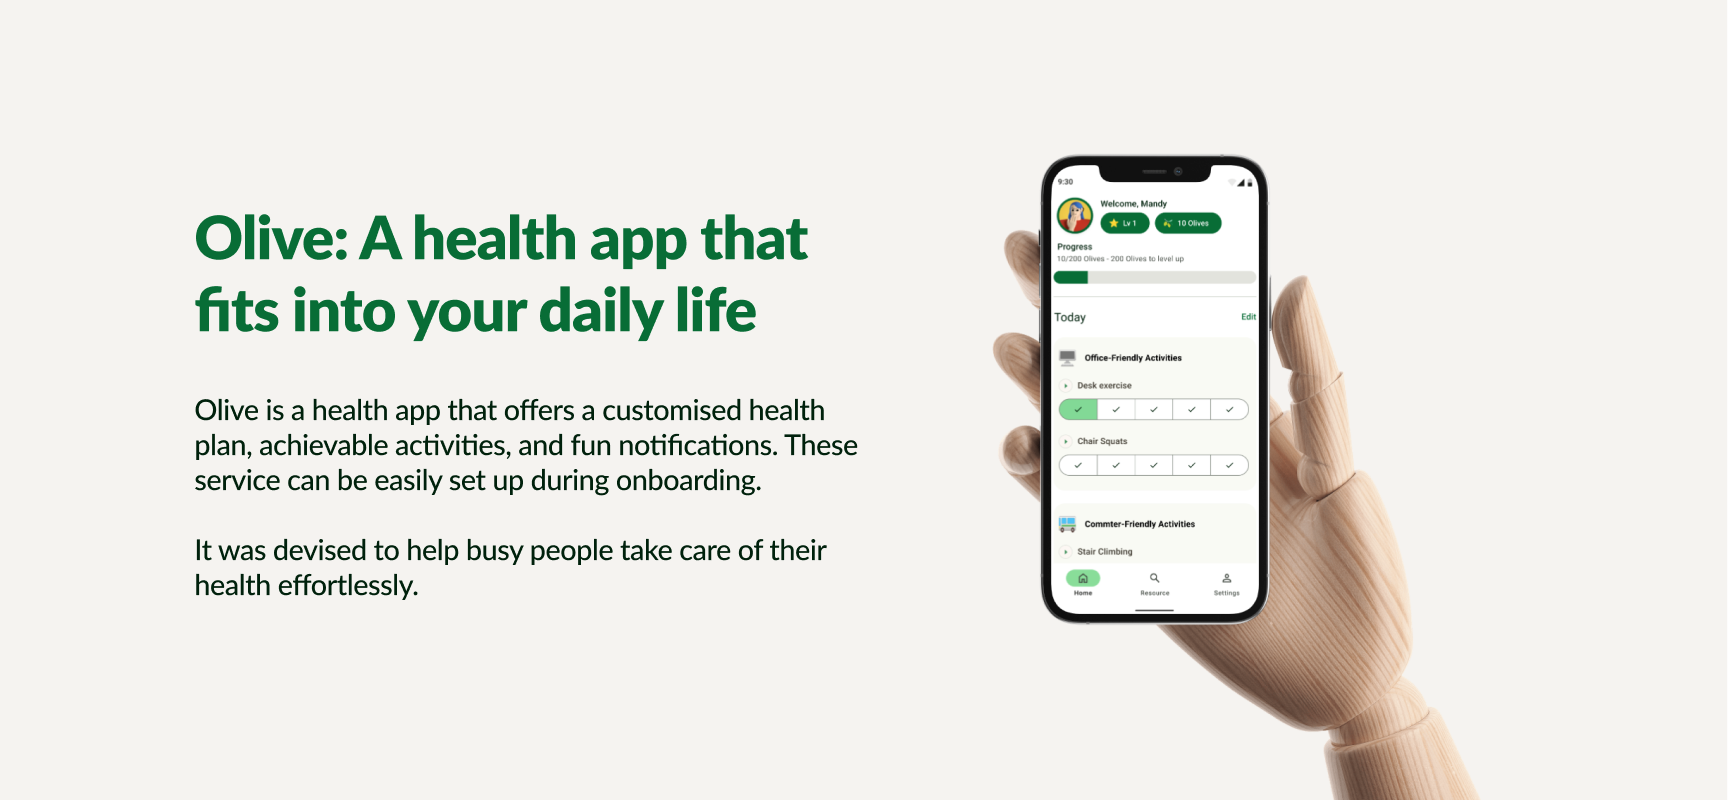 Olive: A health app that
fits into your daily life
Olive is a health app that offers a customised health
plan, achievable activities, and fun notifications. These
service can be easily set up during onboarding.
It was devised to help busy people take care of their
health effortlessly.
9:30
Welcome, Mandy
Lv 1
10 Olives
Progress
10/200 Olives - 200 Olives to level up
Today
Edit
Office-Friendly Activities
Desk exercise
Chair Squats
Commter-Friendly Activities
Stair Climbing
Home
Resource
Settings